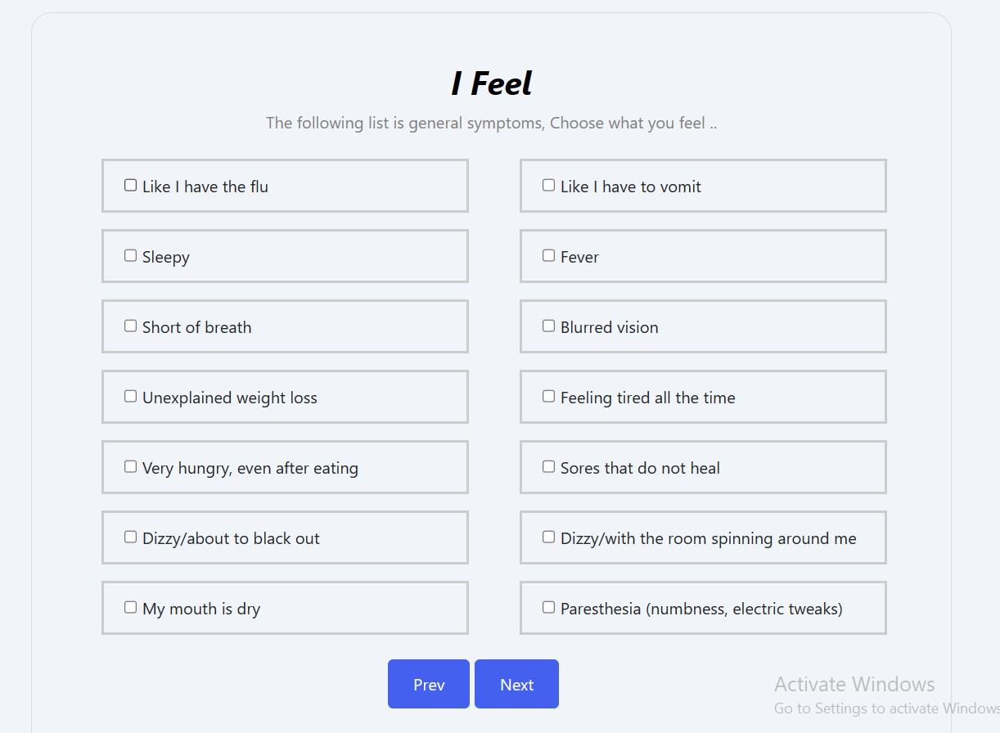 I Feel
The following list is general symptoms, Choose what you feel ..
Like I have the flu
Like I have to vomit
Sleepy
Fever
Short of breath
Blurred vision
Unexplained weight loss
Feeling tired all the time
Very hungry, even after eating
Sores that do not heal
Dizzy/about to black out
Dizzy/with the room spinning around me
My mouth is dry
Paresthesia (numbness, electric tweaks)
Prev
Next
Activate Windows
Go to Settings to activate Windows